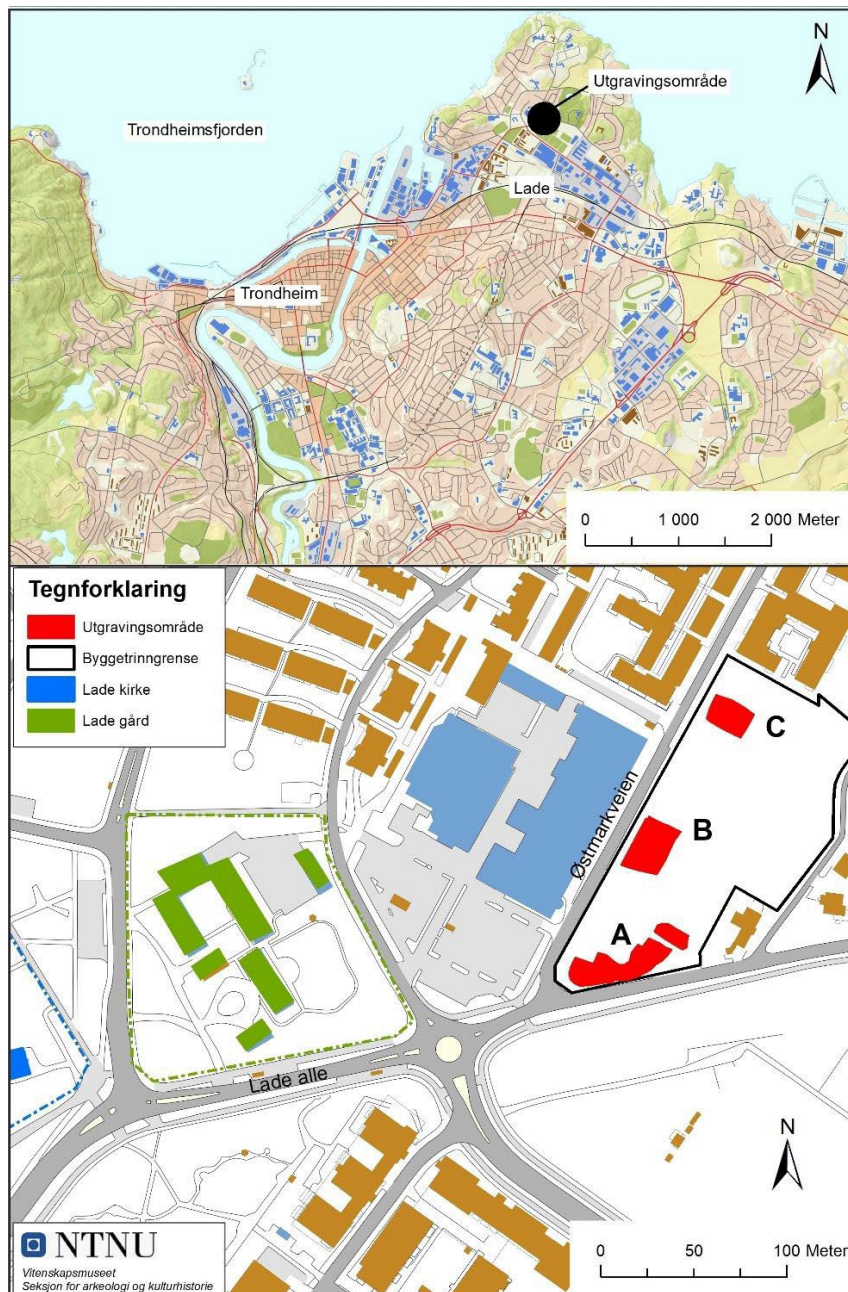 N
Utgravingsområde
Trondheimsfjorden
Lade
Trondheim
0 1 000 2 000 Meter
Tegnforklaring
Utgravingsområde
Byggetrinngrense
Lade kirke
Lade gård
C
Østmarkveien
B
A
Lade alle
N
NTNU
Vitenskapsmuseet
Seksjon for arkeologi og kulturhistorie
0 50 100 Meter